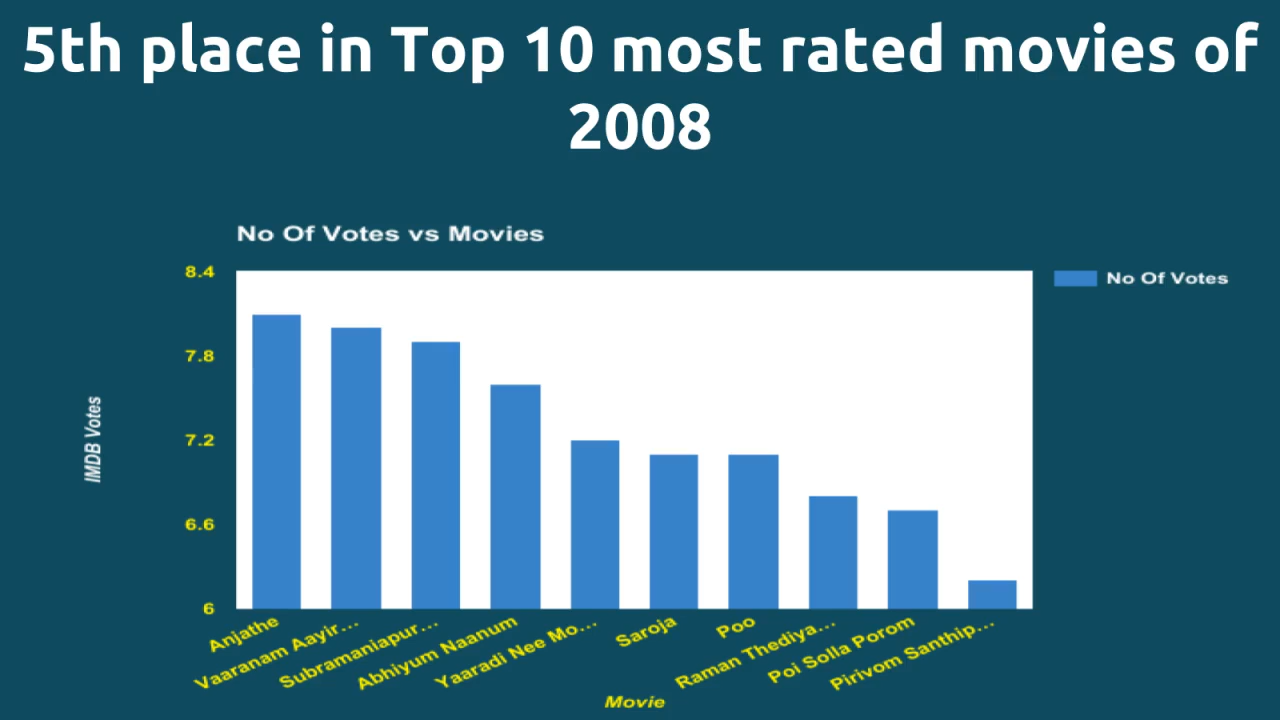 5th place in Top 10 most rated movies of
2008
No Of Votes vs Movies
8.4
7.8
7.2
6.6
6
IMDB Votes
No Of Votes
Anjathe
Vaaranam Aayir...
Subramaniapur...
Abhiyum Naanum
Yaaradi Nee Mo...
Saroja
Poo
Raman Thediya...
Poi Solla Porom
Pirivom Santhip...
Movie